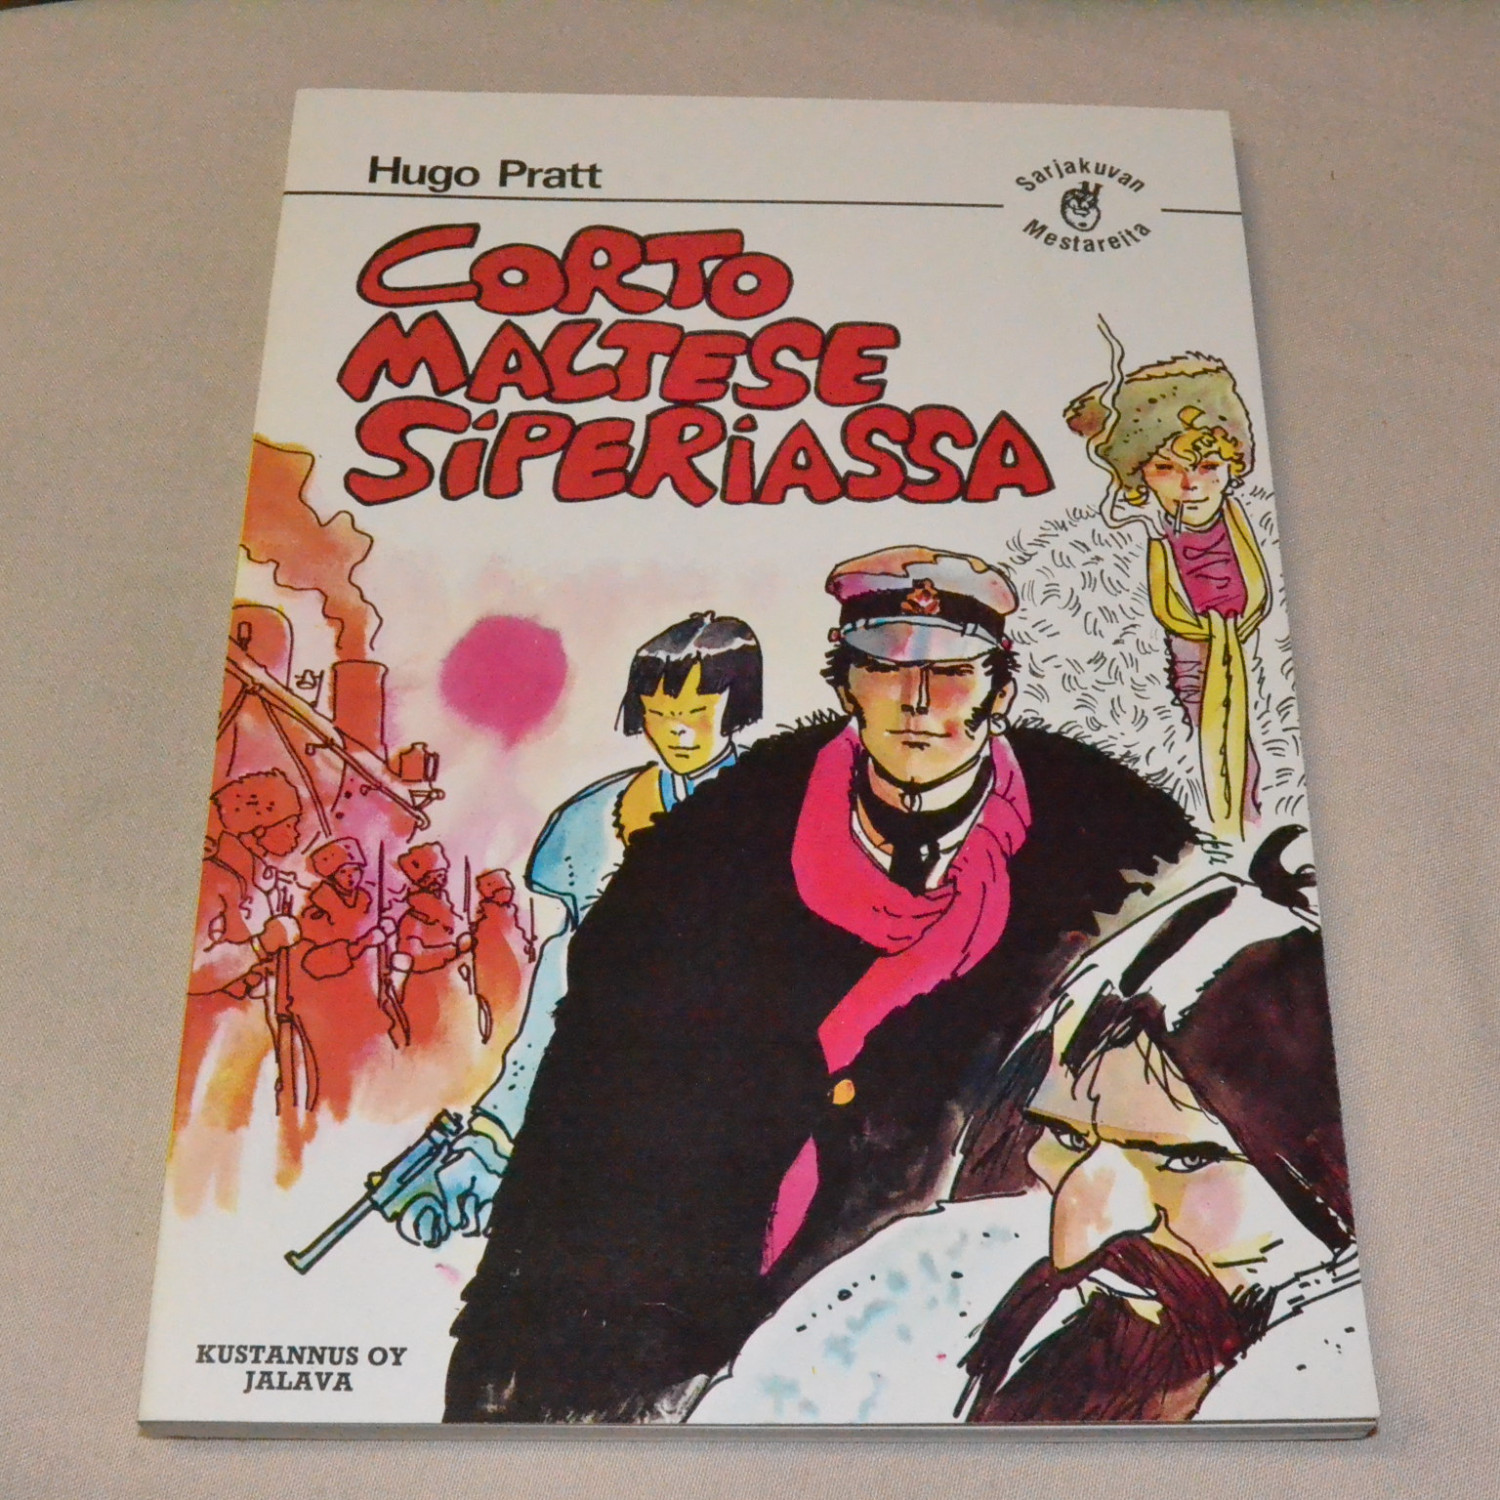 Hugo Pratt
Sarjakuvan
Mestareita
CORTO
MALTESE
SiPERiASSA
KUSTANNUS OY
JALAVA